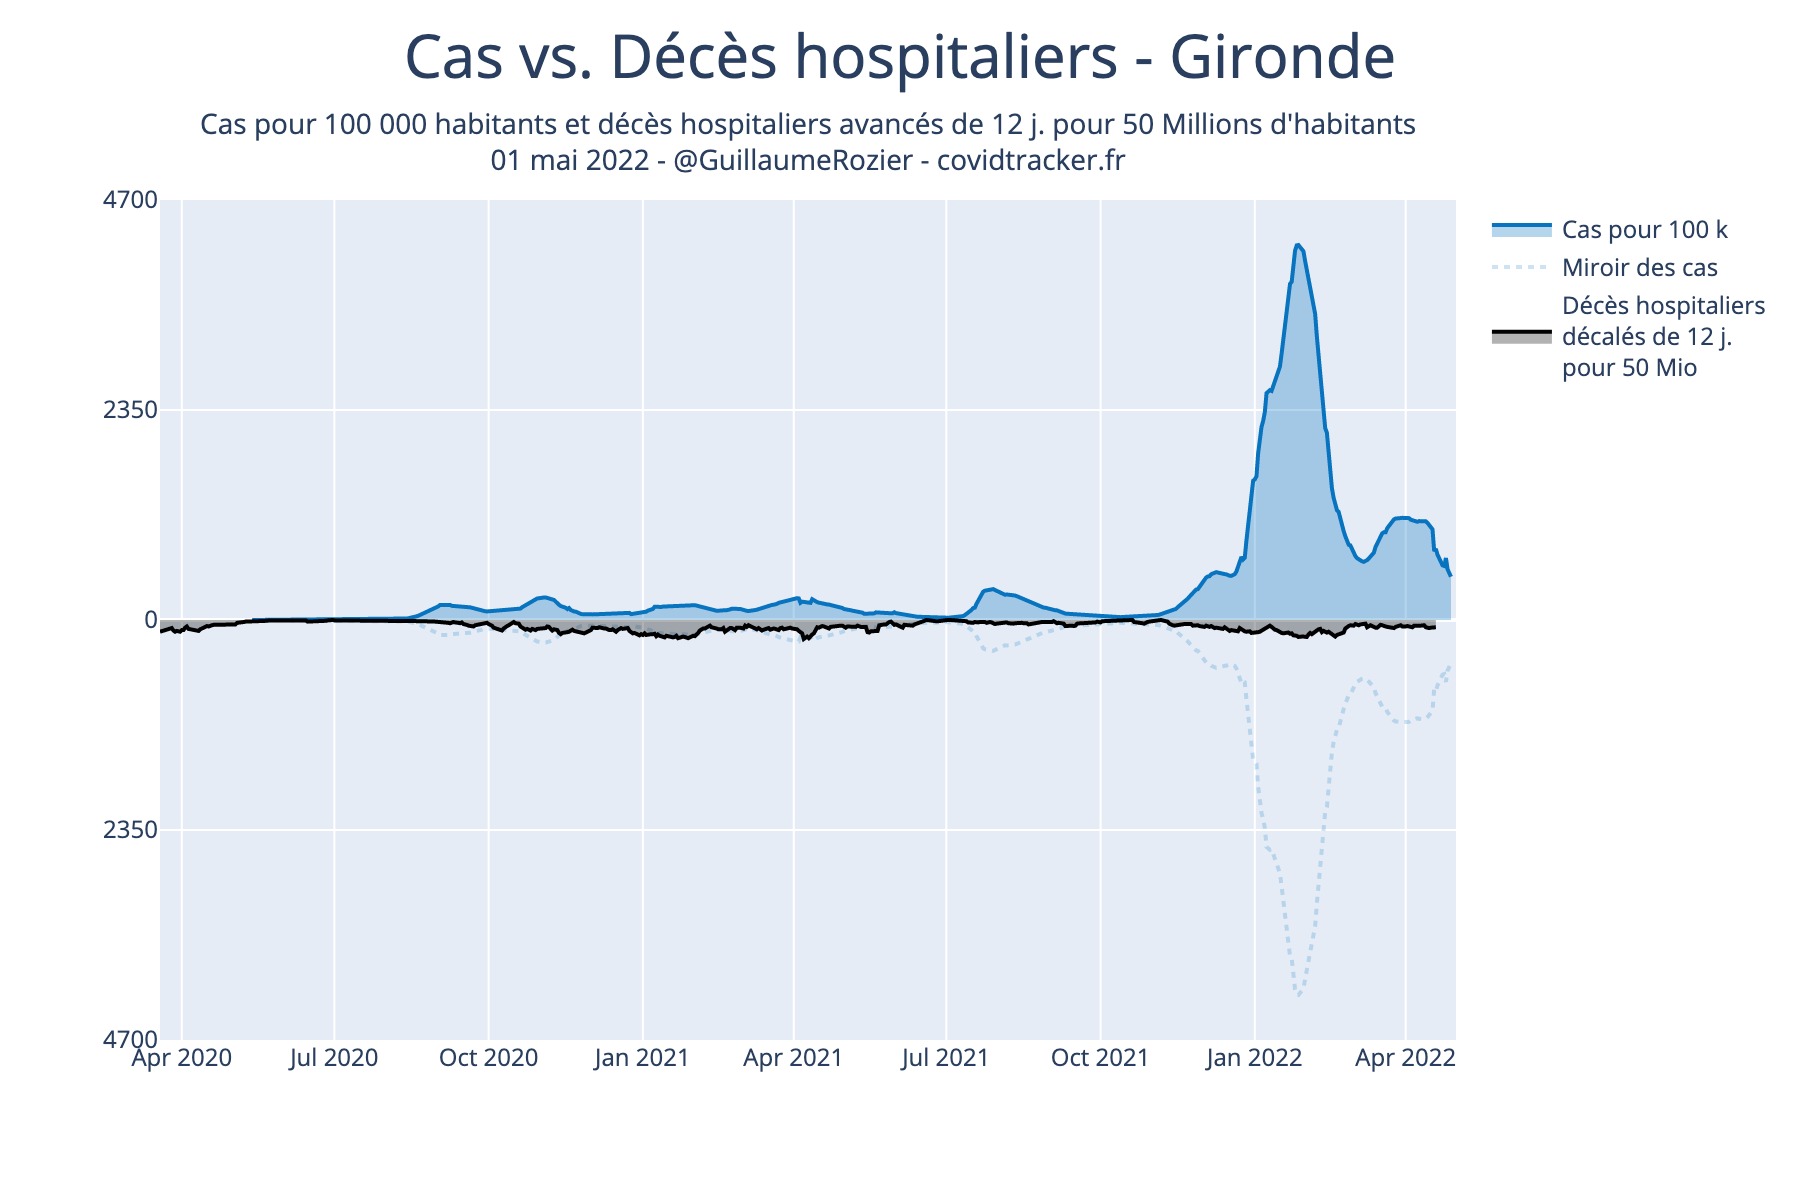 Cas vs. Décès hospitaliers - Gironde
Cas pour 100 000 habitants et décès hospitaliers avancés de 12 j. pour 50 Millions d'habitants
01 mai 2022 - @GuillaumeRozier - covidtracker.fr
4700
2350
0
2350
4700
Apr 2020
Jul 2020
Oct 2020
Jan 2021
Apr 2021
Jul 2021
Oct 2021
Jan 2022
Apr 2022
Cas pour 100 k
Miroir des cas
Décès hospitaliers
décalés de 12 j.
pour 50 Mio